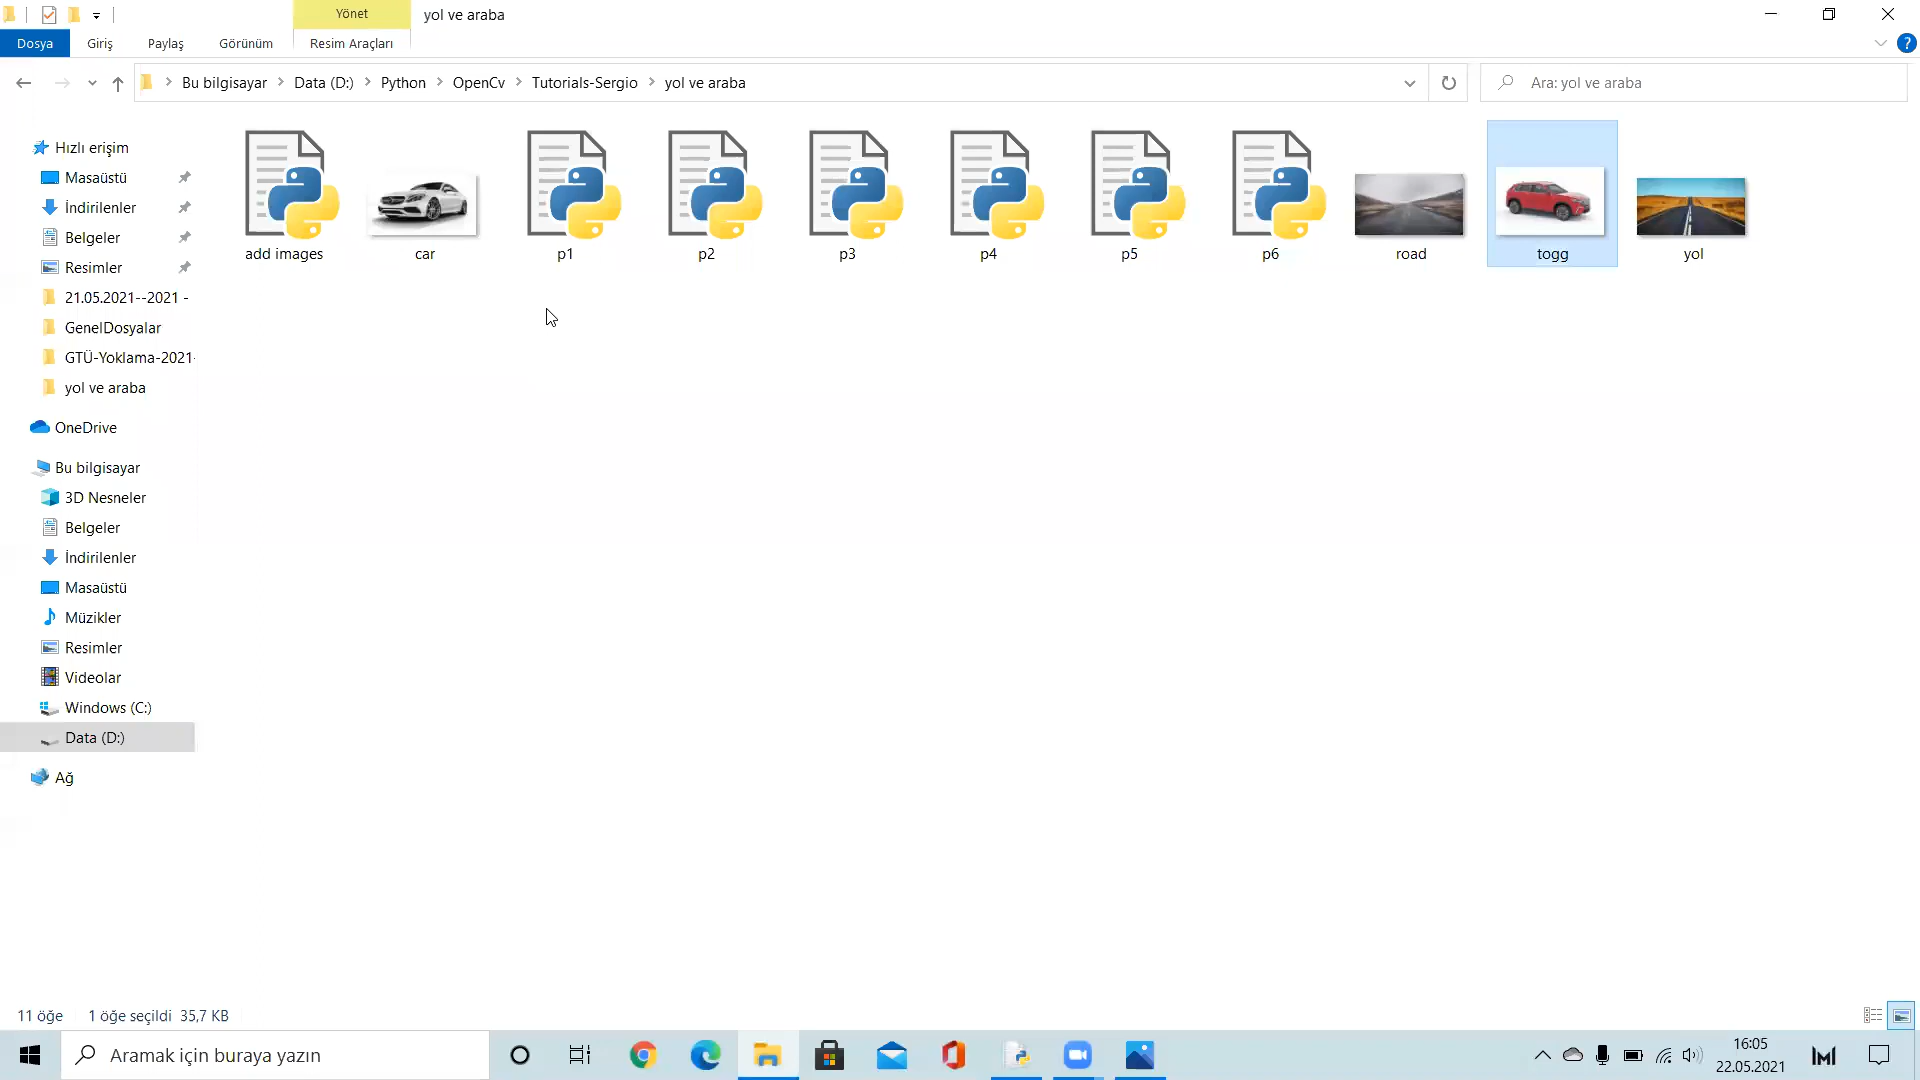 Yönet
yol ve araba
Dosya
Giriş
Paylaş
Görünüm
Resim Araçları
Bu bilgisayar
Data (D:)
Python
OpenCv
Tutorials-Sergio
yol ve araba
Ara: yol ve araba
Hızlı erişim
Masaüstü
İndirilenler
Belgeler
Resimler
21.05.2021--2021 -
GenelDosyalar
GTÜ-Yoklama-2021-
yol ve araba
OneDrive
Bu bilgisayar
3D Nesneler
Belgeler
İndirilenler
Masaüstü
Müzikler
Resimler
Videolar
Windows (C:)
Data (D:)
Ağ
add images
car
p1
p2
p3
p4
p5
p6
road
togg
yol
11 öğe
1 öğe seçildi 35,7 KB
Aramak için buraya yazın
16:05
22.05.2021